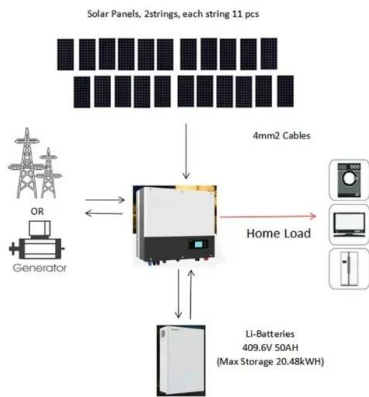 Solar Panels, 2strings, each string 11 pcs
4mm2 Cables
OR
Generator
Home Load
Li-Batteries
409.6V 50AH
(Max Storage 20.48kWH)